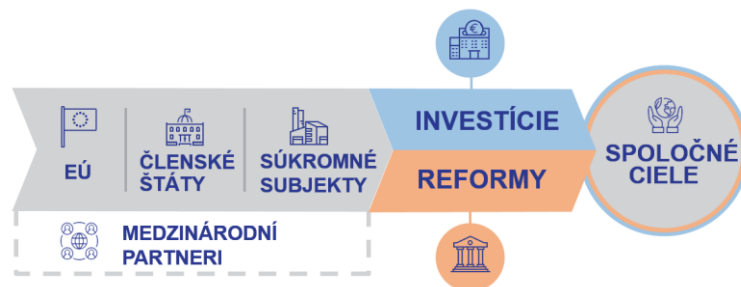 EÚ
ČLENSKÉ
ŠTÁTY
SÚKROMNÉ
SUBJEKTY
MEDZINÁRODNÍ
PARTNERI
INVESTÍCIE
REFORMY
SPOLOČNÉ
CIELE